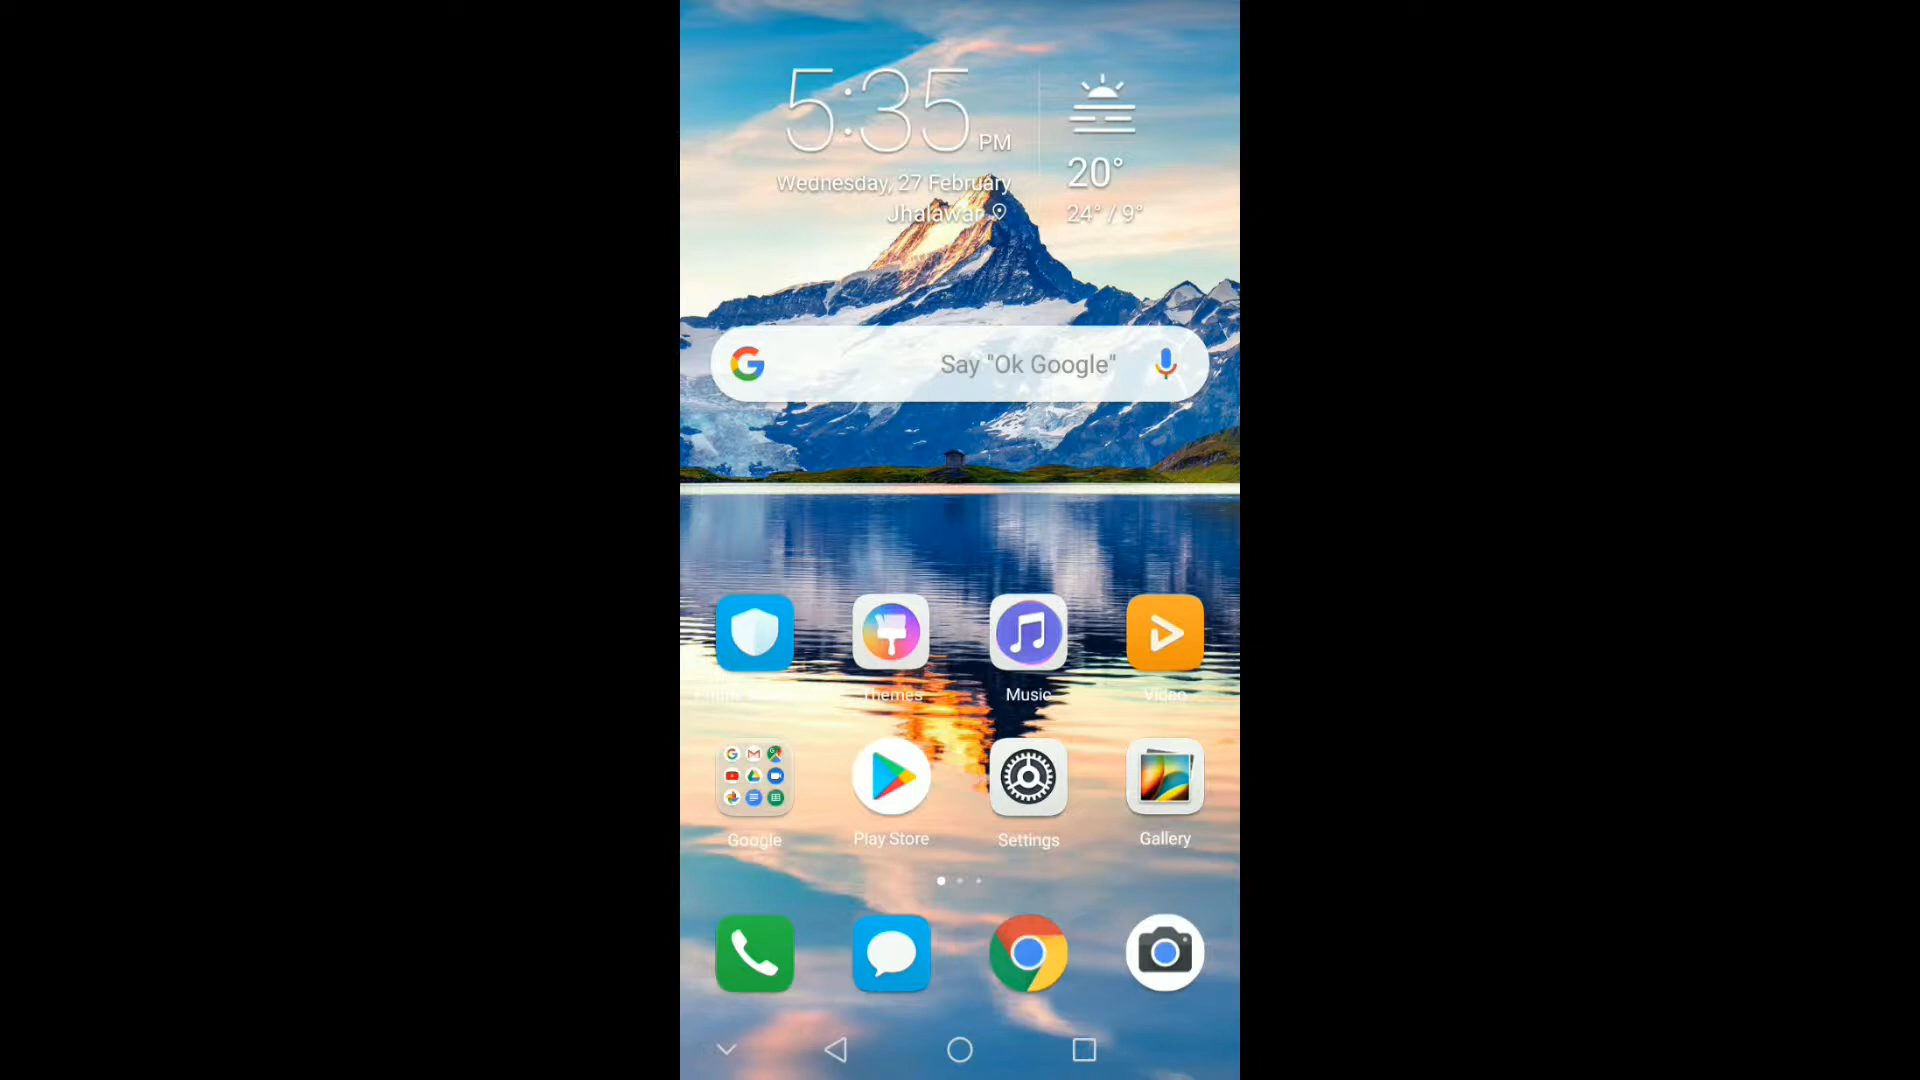 5:35 PM
Wednesday, 27 February
Jhalawar
20°
24° / 9°
Say "Ok Google"
Themes
Music
Video
Google
Play Store
Settings
Gallery